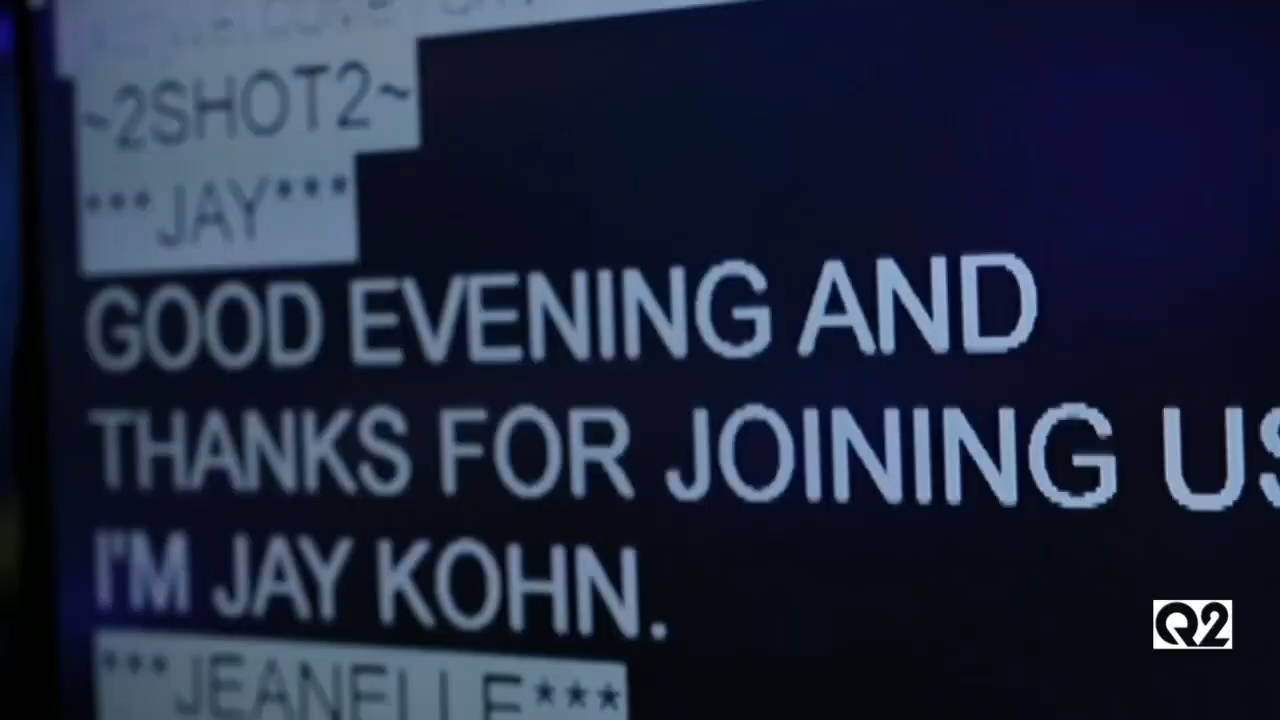 ~2SHOT2~
***JAY***
GOOD EVENING AND
THANKS FOR JOINING US
I'M JAY KOHN.
***JEANELLE***
Q2